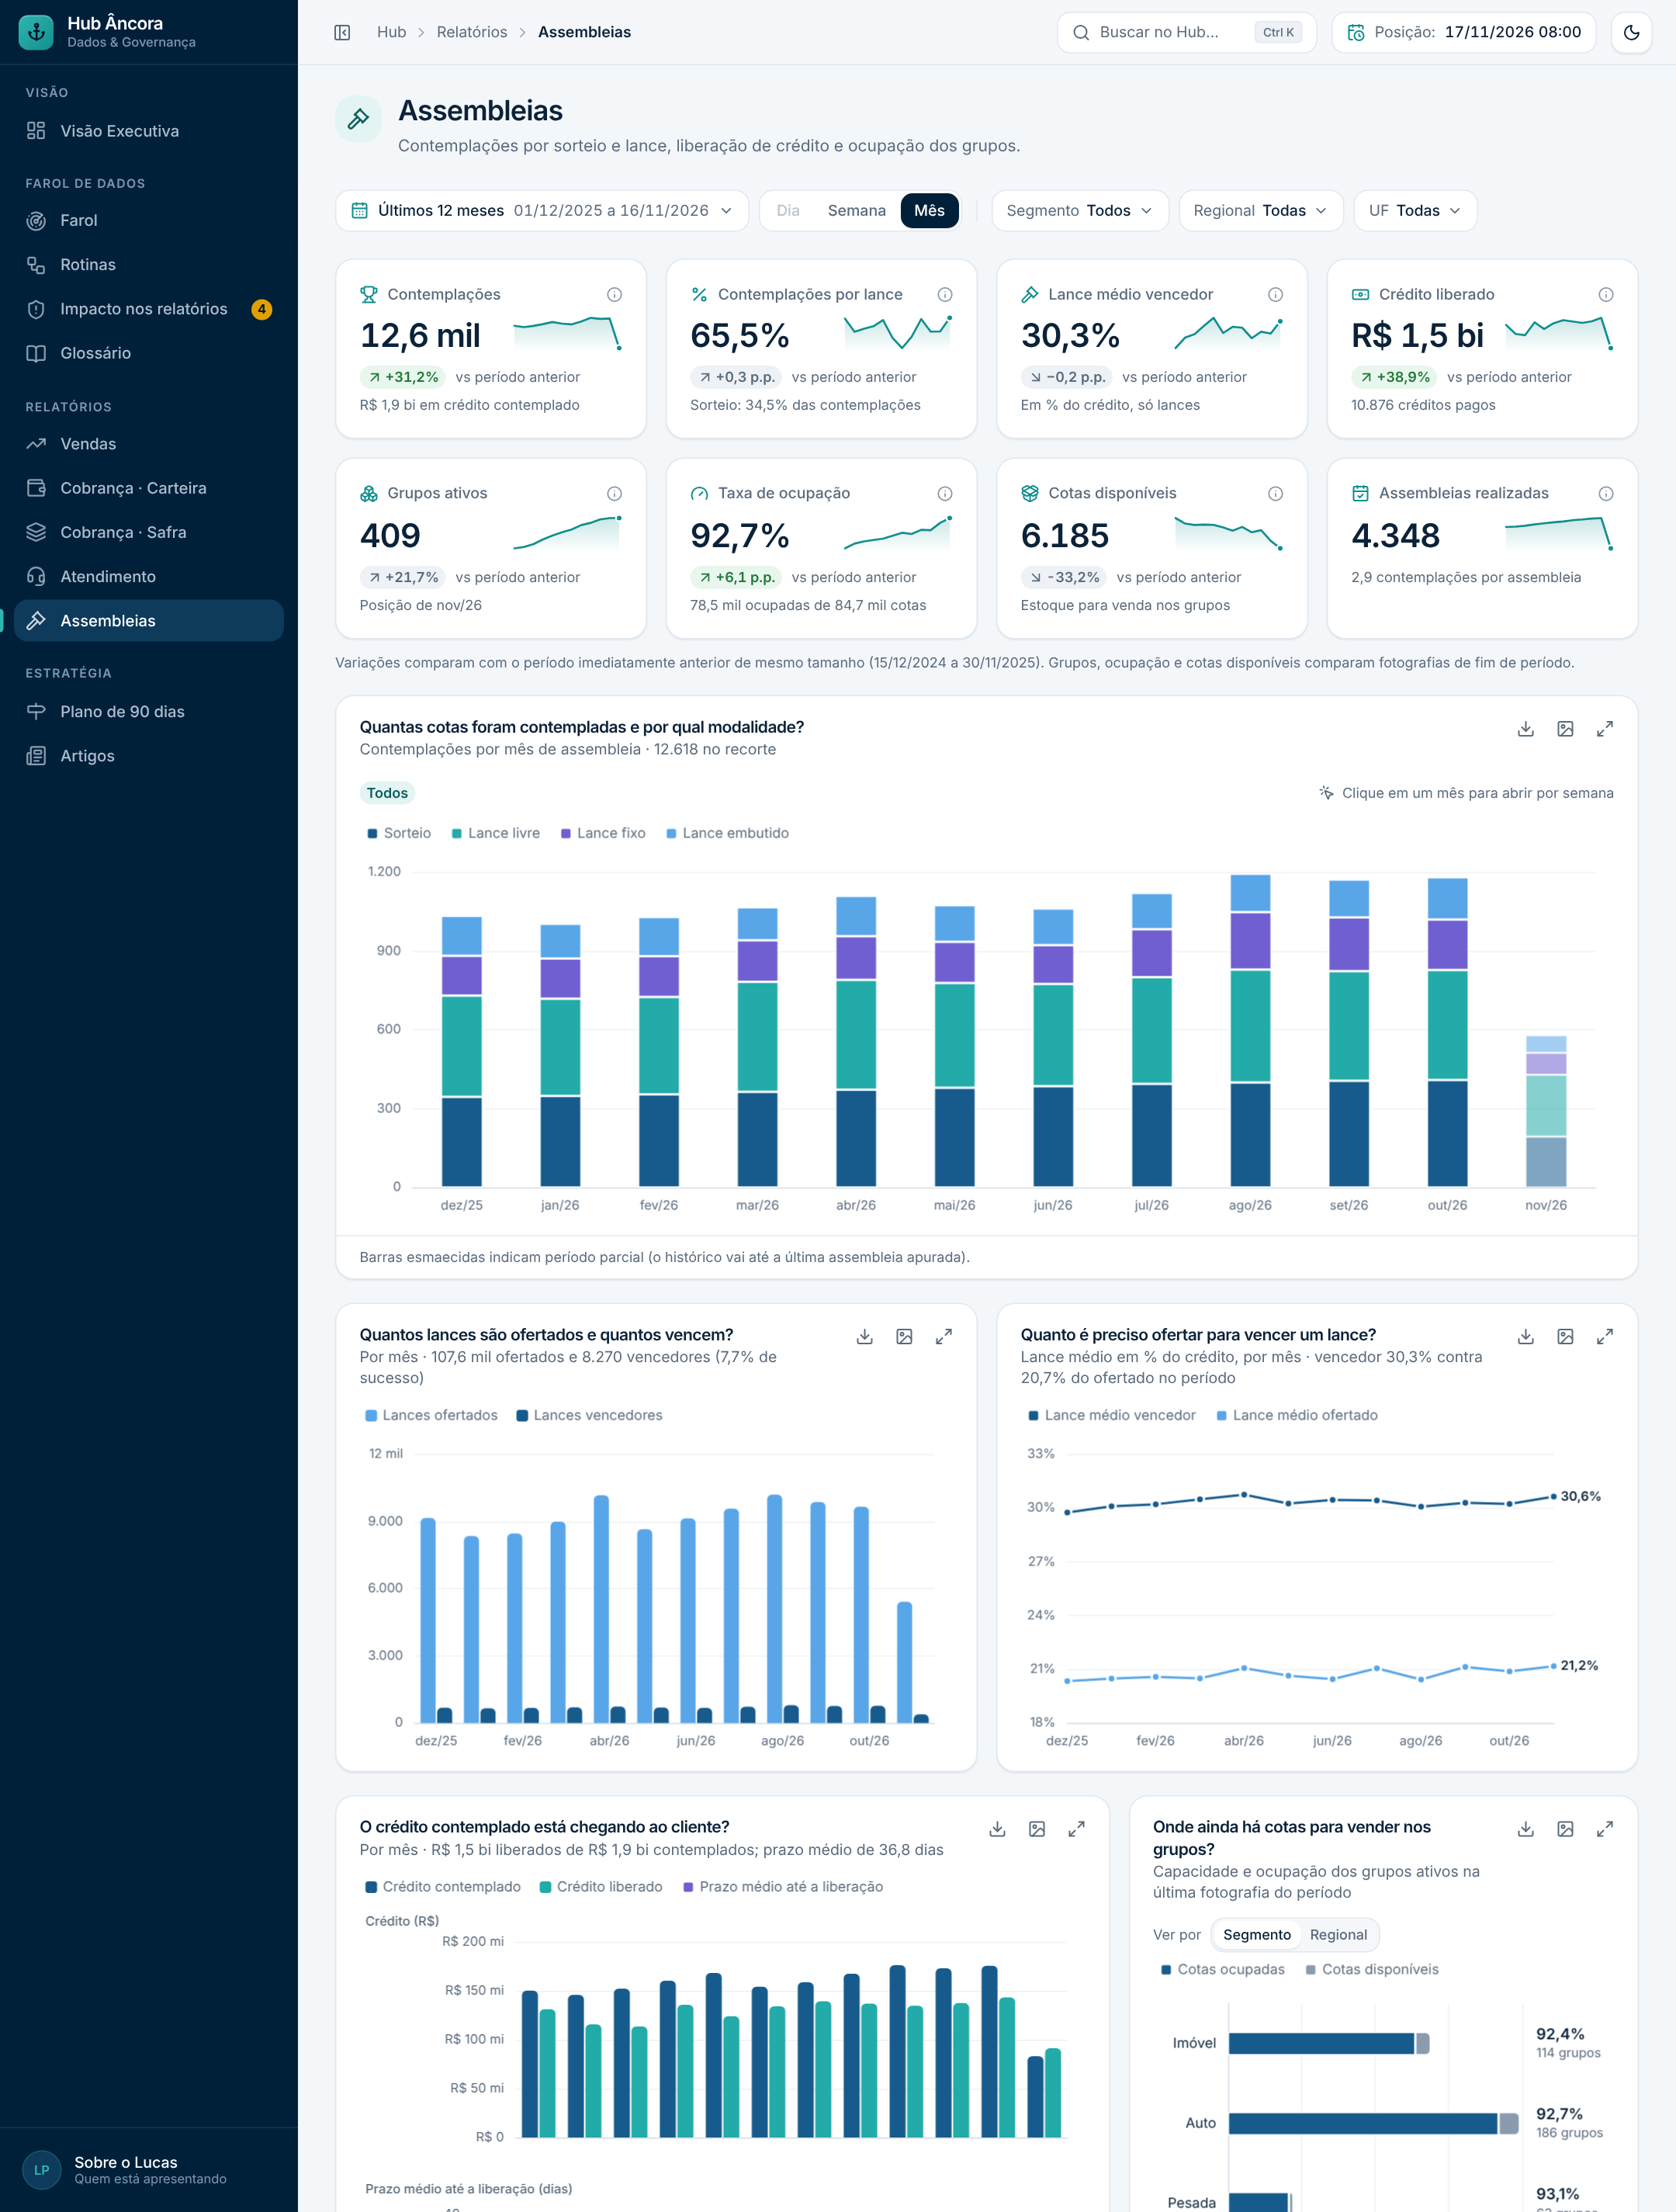 Hub Âncora
Dados & Governança
VISÃO
Visão Executiva
FAROL DE DADOS
Farol
Rotinas
Impacto nos relatórios 4
Glossário
RELATÓRIOS
Vendas
Cobrança · Carteira
Cobrança · Safra
Atendimento
Assembleias
ESTRATÉGIA
Plano de 90 dias
Artigos
LP
Sobre o Lucas
Quem está apresentando
Hub > Relatórios > Assembleias
Buscar no Hub... Ctrl K
Posição: 17/11/2026 08:00
Assembleias
Contemplações por sorteio e lance, liberação de crédito e ocupação dos grupos.
Últimos 12 meses 01/12/2025 a 16/11/2026
Dia Semana Mês
Segmento Todos
Regional Todas
UF Todas
Contemplações
12,6 mil
+31,2% vs período anterior
R$ 1,9 bi em crédito contemplado
Contemplações por lance
65,5%
+0,3 p.p. vs período anterior
Sorteio: 34,5% das contemplações
Lance médio vencedor
30,3%
−0,2 p.p. vs período anterior
Em % do crédito, só lances
Crédito liberado
R$ 1,5 bi
+38,9% vs período anterior
10.876 créditos pagos
Grupos ativos
409
+21,7% vs período anterior
Posição de nov/26
Taxa de ocupação
92,7%
+6,1 p.p. vs período anterior
78,5 mil ocupadas de 84,7 mil cotas
Cotas disponíveis
6.185
-33,2% vs período anterior
Estoque para venda nos grupos
Assembleias realizadas
4.348
2,9 contemplações por assembleia
Variações comparam com o período imediatamente anterior de mesmo tamanho (15/12/2024 a 30/11/2025). Grupos, ocupação e cotas disponíveis comparam fotografias de fim de período.
Quantas cotas foram contempladas e por qual modalidade?
Contemplações por mês de assembleia · 12.618 no recorte
Todos
Clique em um mês para abrir por semana
Sorteio Lance livre Lance fixo Lance embutido
1.200
900
600
300
0
dez/25 jan/26 fev/26 mar/26 abr/26 mai/26 jun/26 jul/26 ago/26 set/26 out/26 nov/26
Barras esmaecidas indicam período parcial (o histórico vai até a última assembleia apurada).
Quantos lances são ofertados e quantos vencem?
Por mês · 107,6 mil ofertados e 8.270 vencedores (7,7% de
sucesso)
Lances ofertados Lances vencedores
12 mil
9.000
6.000
3.000
0
dez/25 fev/26 abr/26 jun/26 ago/26 out/26
Quanto é preciso ofertar para vencer um lance?
Lance médio em % do crédito, por mês · vencedor 30,3% contra
20,7% do ofertado no período
Lance médio vencedor Lance médio ofertado
33%
30%
27%
24%
21%
18%
30,6%
21,2%
dez/25 fev/26 abr/26 jun/26 ago/26 out/26
O crédito contemplado está chegando ao cliente?
Por mês · R$ 1,5 bi liberados de R$ 1,9 bi contemplados; prazo médio de 36,8 dias
Crédito contemplado Crédito liberado Prazo médio até a liberação
Crédito (R$)
R$ 200 mi
R$ 150 mi
R$ 100 mi
R$ 50 mi
R$ 0
Prazo médio até a liberação (dias)
Onde ainda há cotas para vender nos
grupos?
Capacidade e ocupação dos grupos ativos na
última fotografia do período
Ver por Segmento Regional
Cotas ocupadas Cotas disponíveis
Imóvel 92,4%
114 grupos
Auto 92,7%
186 grupos
Pesada 93,1%